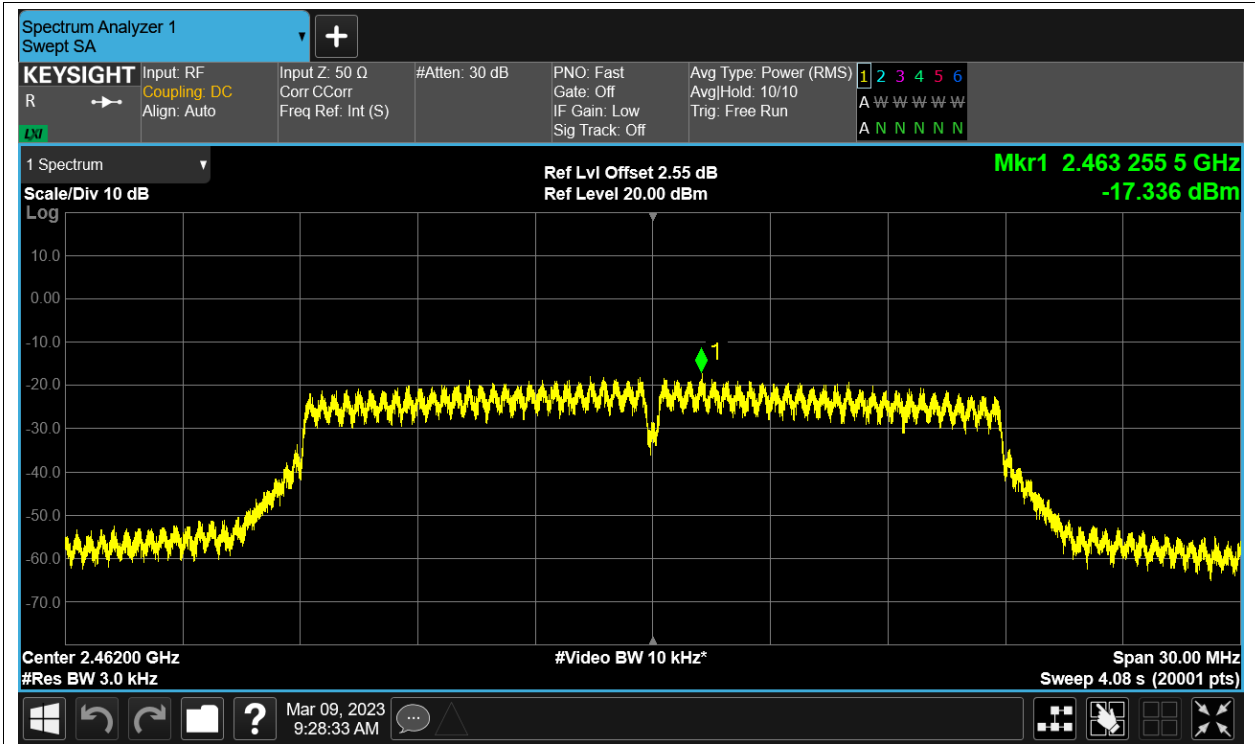 Spectrum Analyzer 1
Swept SA
KEYSIGHT
R
LXI
Input: RF
Coupling: DC
Align: Auto
Input Z: 50 Ω
Corr CCorr
Freq Ref: Int (S)
#Atten: 30 dB
PNO: Fast
Gate: Off
IF Gain: Low
Sig Track: Off
Avg Type: Power (RMS)
Avg|Hold: 10/10
Trig: Free Run
1 2 3 4 5 6
A W W W W W
A N N N N N
1 Spectrum
Scale/Div 10 dB
Log
Ref Lvl Offset 2.55 dB
Ref Level 20.00 dBm
Mkr1 2.463 255 5 GHz
-17.336 dBm
10.0
0.00
-10.0
1
-20.0
-30.0
-40.0
-50.0
-60.0
-70.0
Center 2.46200 GHz
#Video BW 10 kHz*
Span 30.00 MHz
#Res BW 3.0 kHz
Sweep 4.08 s (20001 pts)
?
Mar 09, 2023
9:28:33 AM